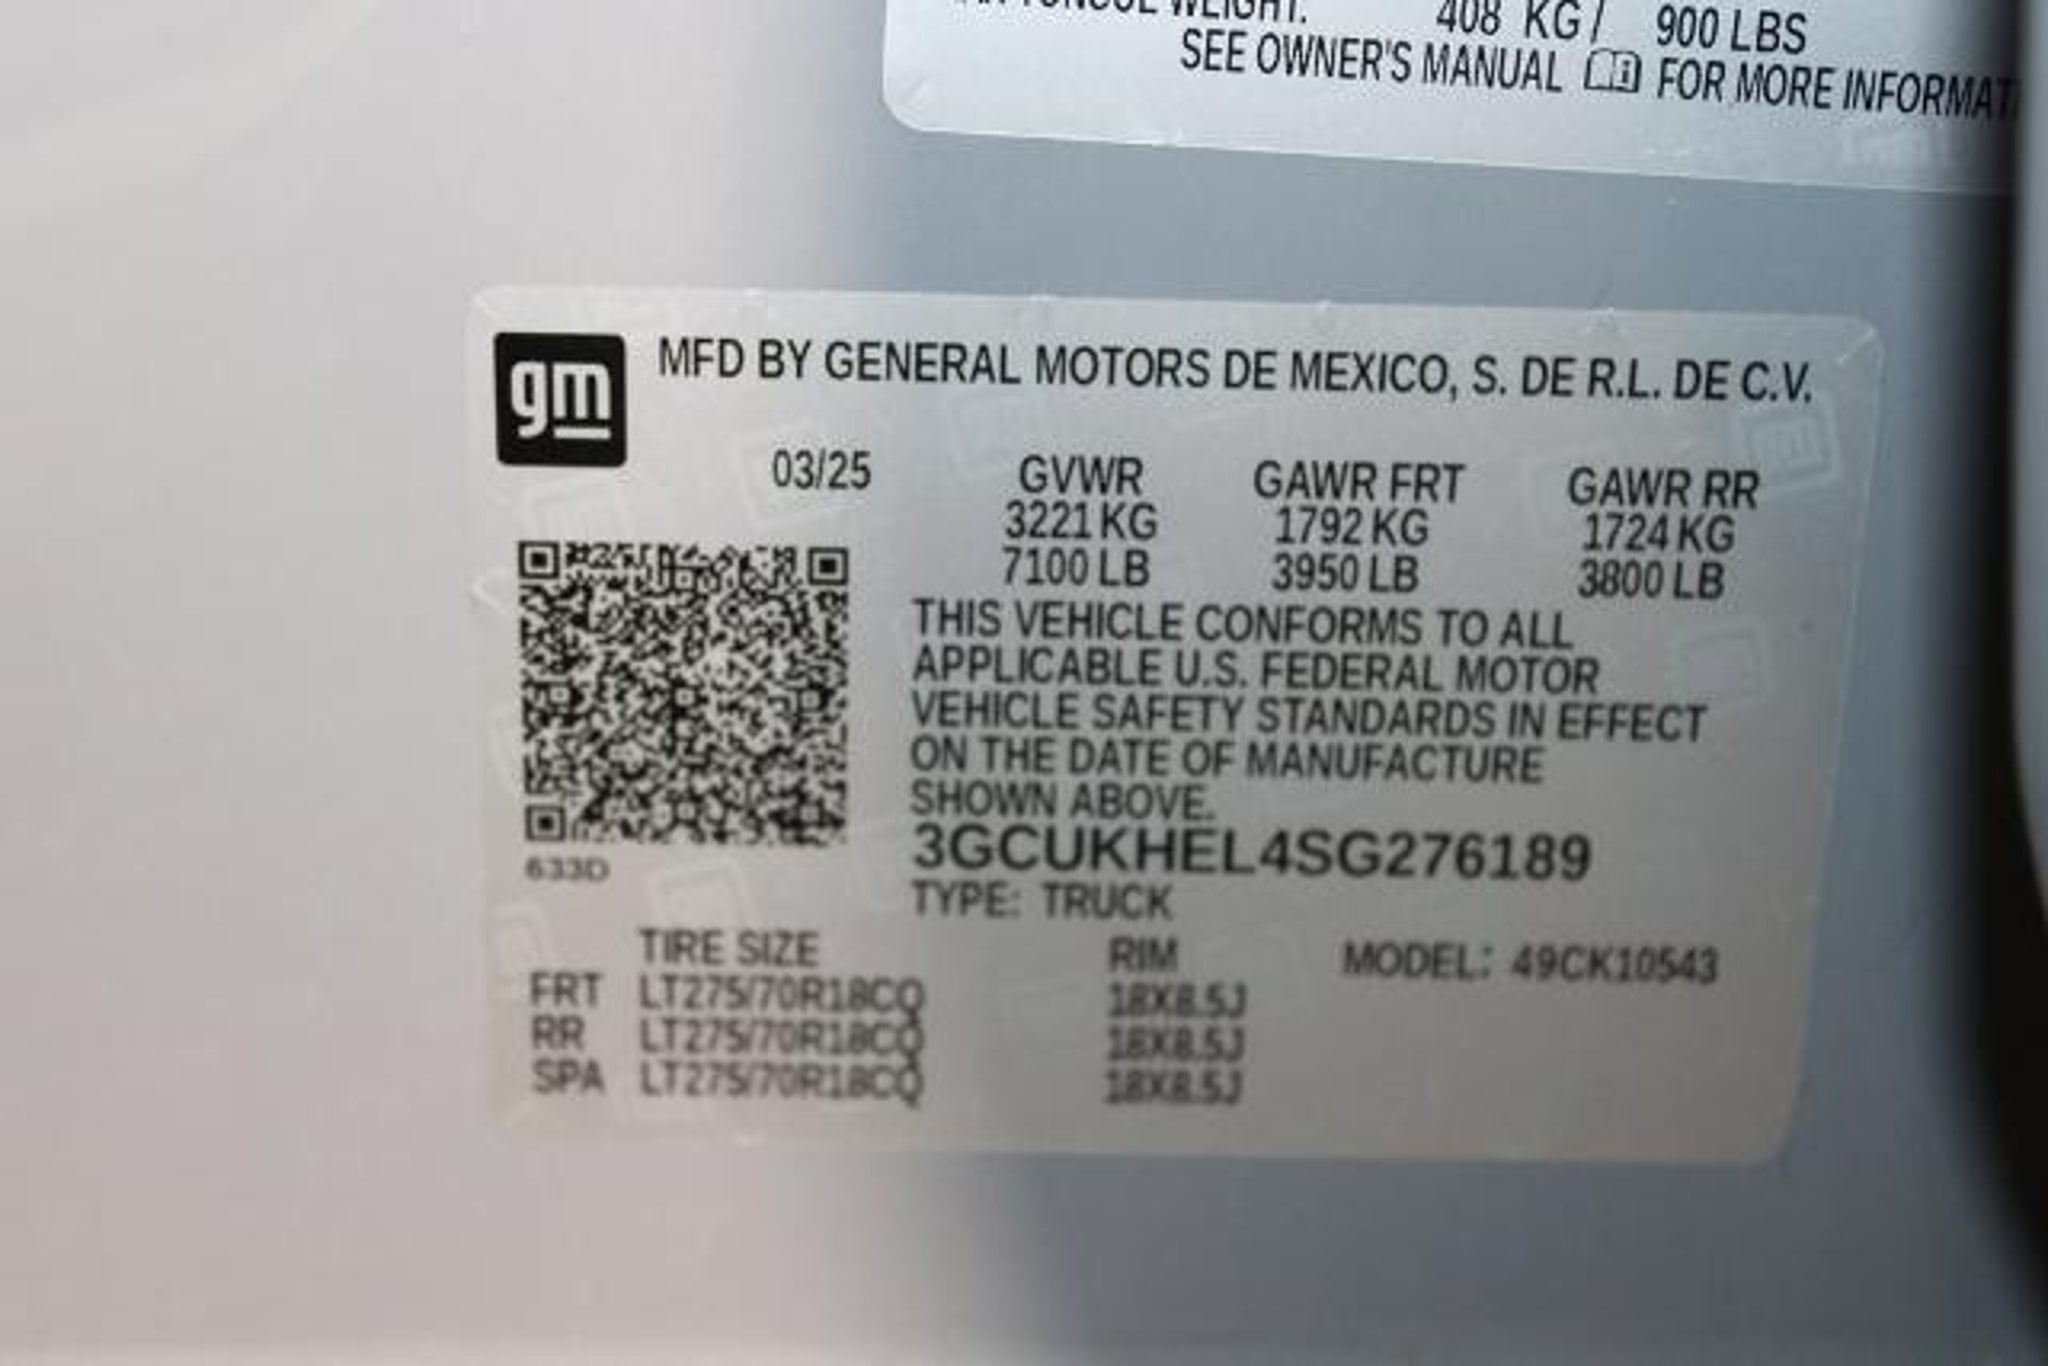 TONGUE WEIGHT: 408 KG / 900 LBS
SEE OWNER'S MANUAL FOR MORE INFORMAT
gm
MFD BY GENERAL MOTORS DE MEXICO, S. DE R.L. DE C.V.
03/25 GVWR GAWR FRT GAWR RR
3221 KG 1792 KG 1724 KG
7100 LB 3950 LB 3800 LB
THIS VEHICLE CONFORMS TO ALL
APPLICABLE U.S. FEDERAL MOTOR
VEHICLE SAFETY STANDARDS IN EFFECT
ON THE DATE OF MANUFACTURE
SHOWN ABOVE.
3GCUKHEL4SG276189
633D
TYPE: TRUCK
TIRE SIZE RIM MODEL: 49CK10543
FRT LT275/70R18CQ 18X8.5J
RR LT275/70R18CQ 18X8.5J
SPA LT275/70R18CQ 18X8.5J